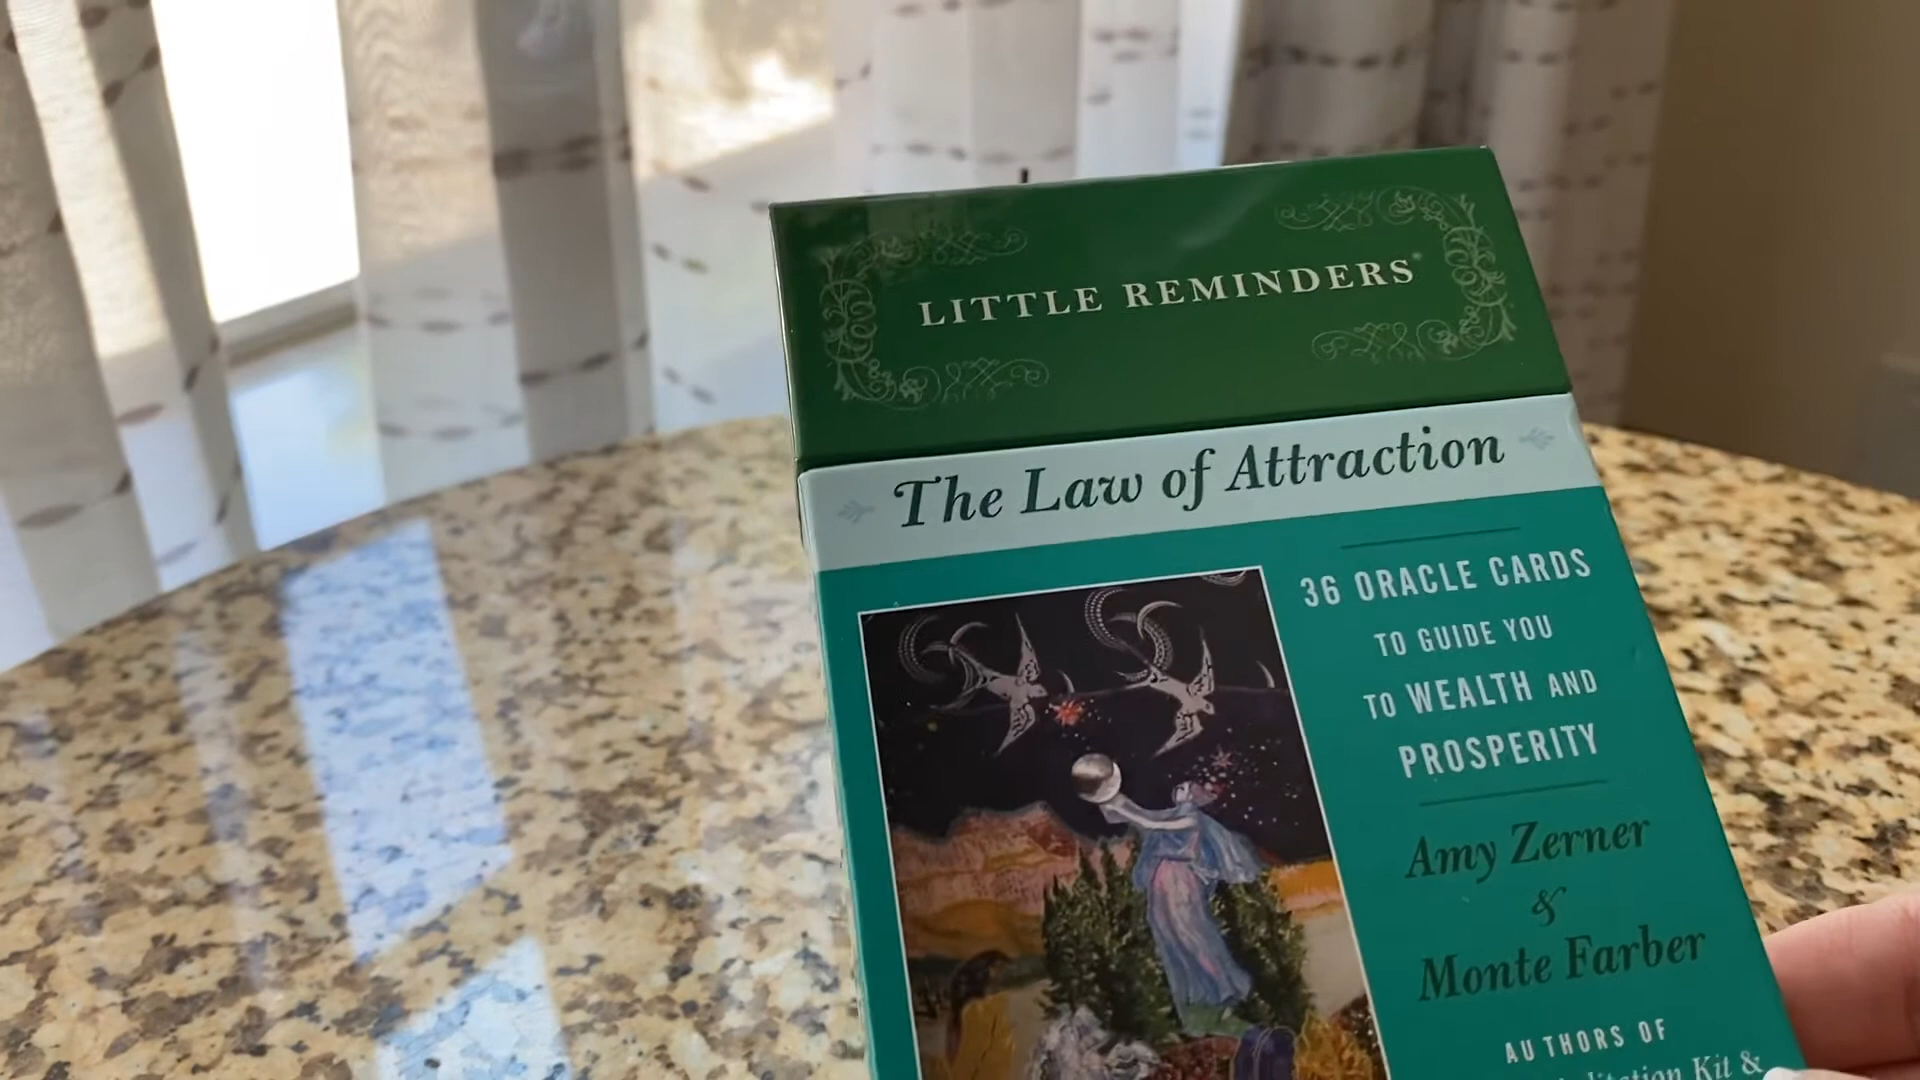 LITTLE REMINDERS
The Law of Attraction
36 ORACLE CARDS
TO GUIDE YOU
TO WEALTH AND
PROSPERITY
Amy Zerner
&
Monte Farber
AUTHORS OF
Kit &